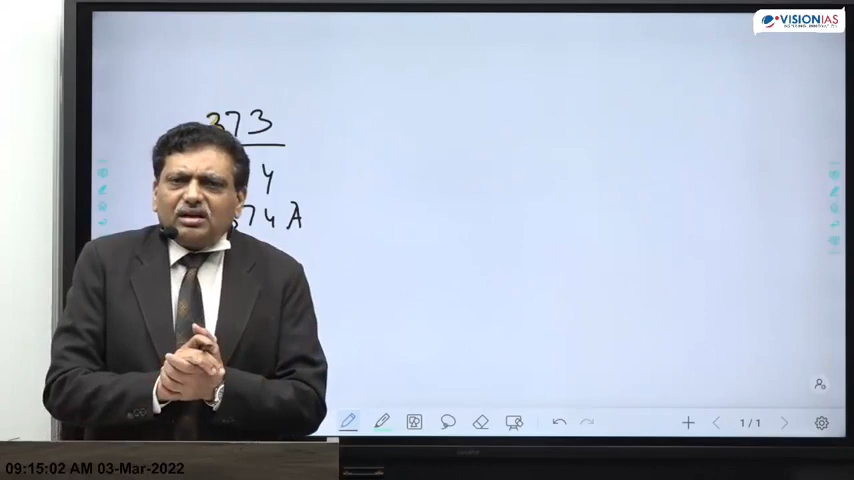 VISIONIAS
373
4
74 A
1/1
09:15:02 AM 03-Mar-2022